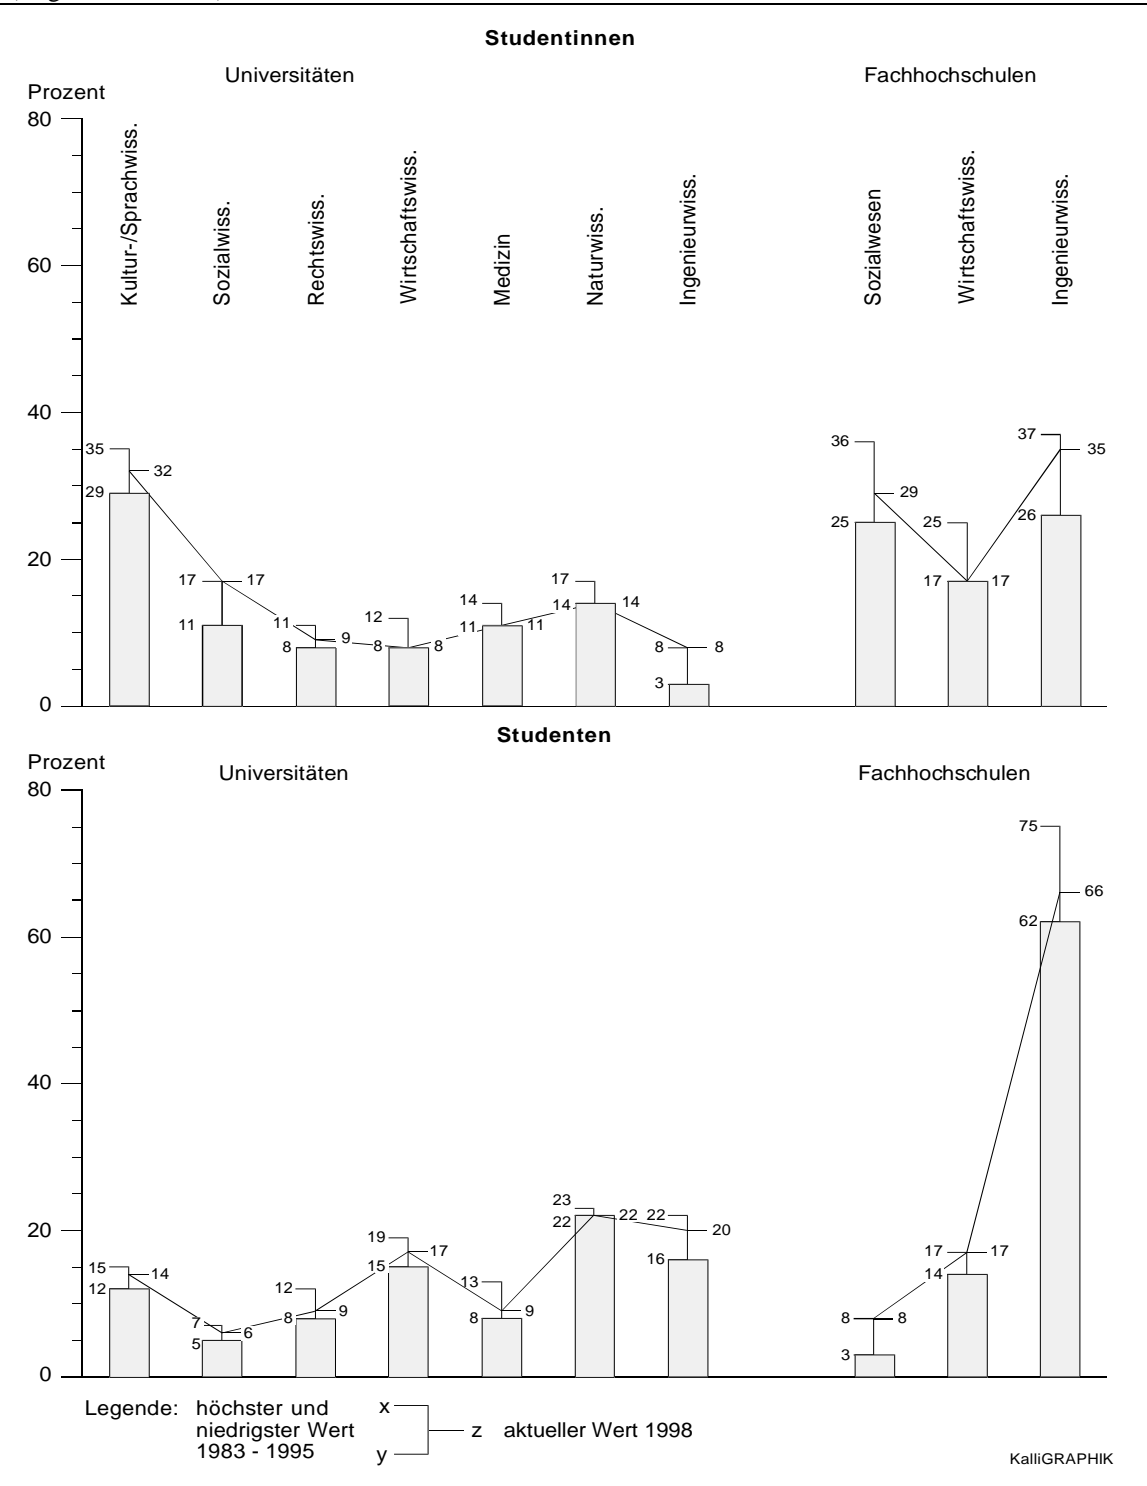 Studentinnen
Universitäten Fachhochschulen
Prozent
80
60
40
20
0
Kultur-/Sprachwiss.
Sozialwiss.
Rechtswiss.
Wirtschaftswiss.
Medizin
Naturwiss.
Ingenieurwiss.
Sozialwesen
Wirtschaftswiss.
Ingenieurwiss.
35 32 29
17 17 11
11 9 8
12 8 8
14 11 11
17 14 14
8 8 3
36 29 25
25 17 17
37 35 26
Studenten
Prozent
Universitäten Fachhochschulen
80
60
40
20
0
15 14 12
7 6 5
12 9 8
19 17 15
13 9 8
23 22 22
22 20 16
8 8 3
17 17 14
75 66 62
Legende: höchster und x
niedrigster Wert z aktueller Wert 1998
1983 - 1995 y
KalliGRAPHIK